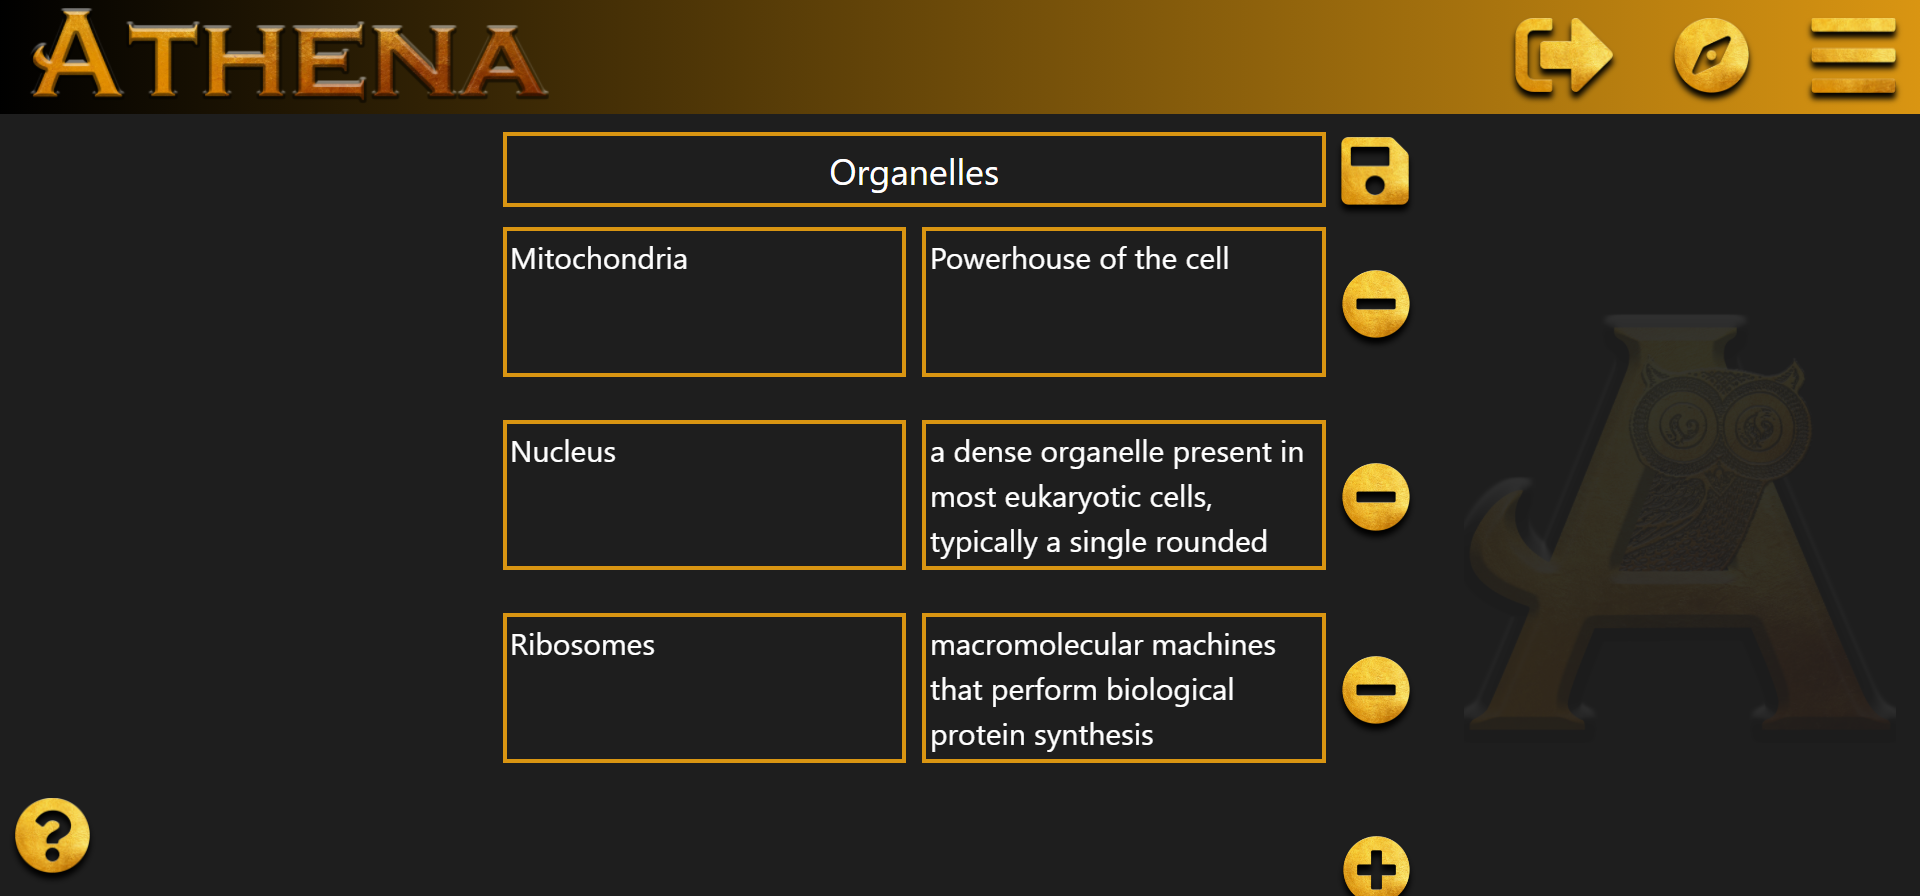 ATHENA
Organelles
Mitochondria
Powerhouse of the cell
Nucleus
a dense organelle present in
most eukaryotic cells,
typically a single rounded
Ribosomes
macromolecular machines
that perform biological
protein synthesis
?